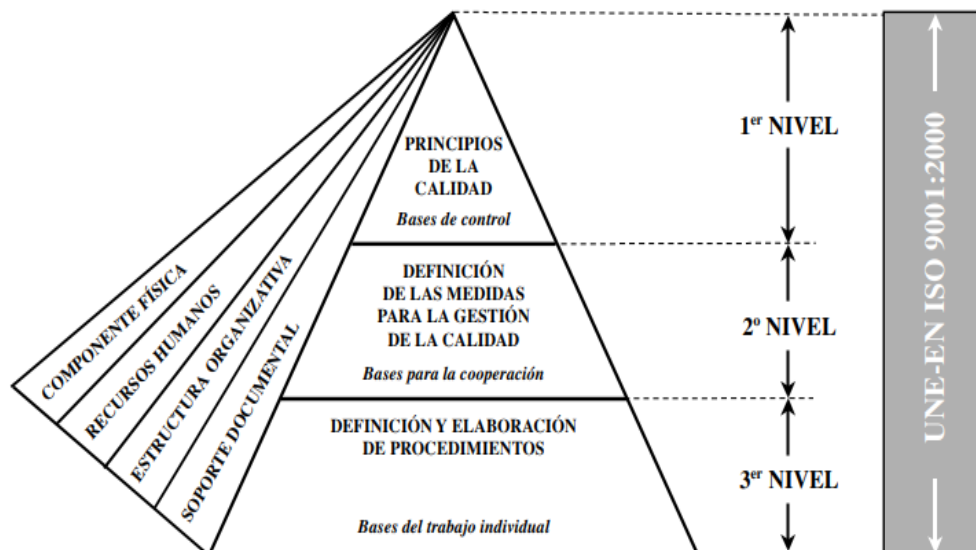 PRINCIPIOS
DE LA
CALIDAD
Bases de control
DEFINICIÓN
DE LAS MEDIDAS
PARA LA GESTIÓN
DE LA CALIDAD
Bases para la cooperación
DEFINICIÓN Y ELABORACIÓN
DE PROCEDIMIENTOS
Bases del trabajo individual
COMPONENTE FÍSICA
RECURSOS HUMANOS
ESTRUCTURA ORGANIZATIVA
SOPORTE DOCUMENTAL
1er NIVEL
2º NIVEL
3er NIVEL
UNE-EN ISO 9001:2000